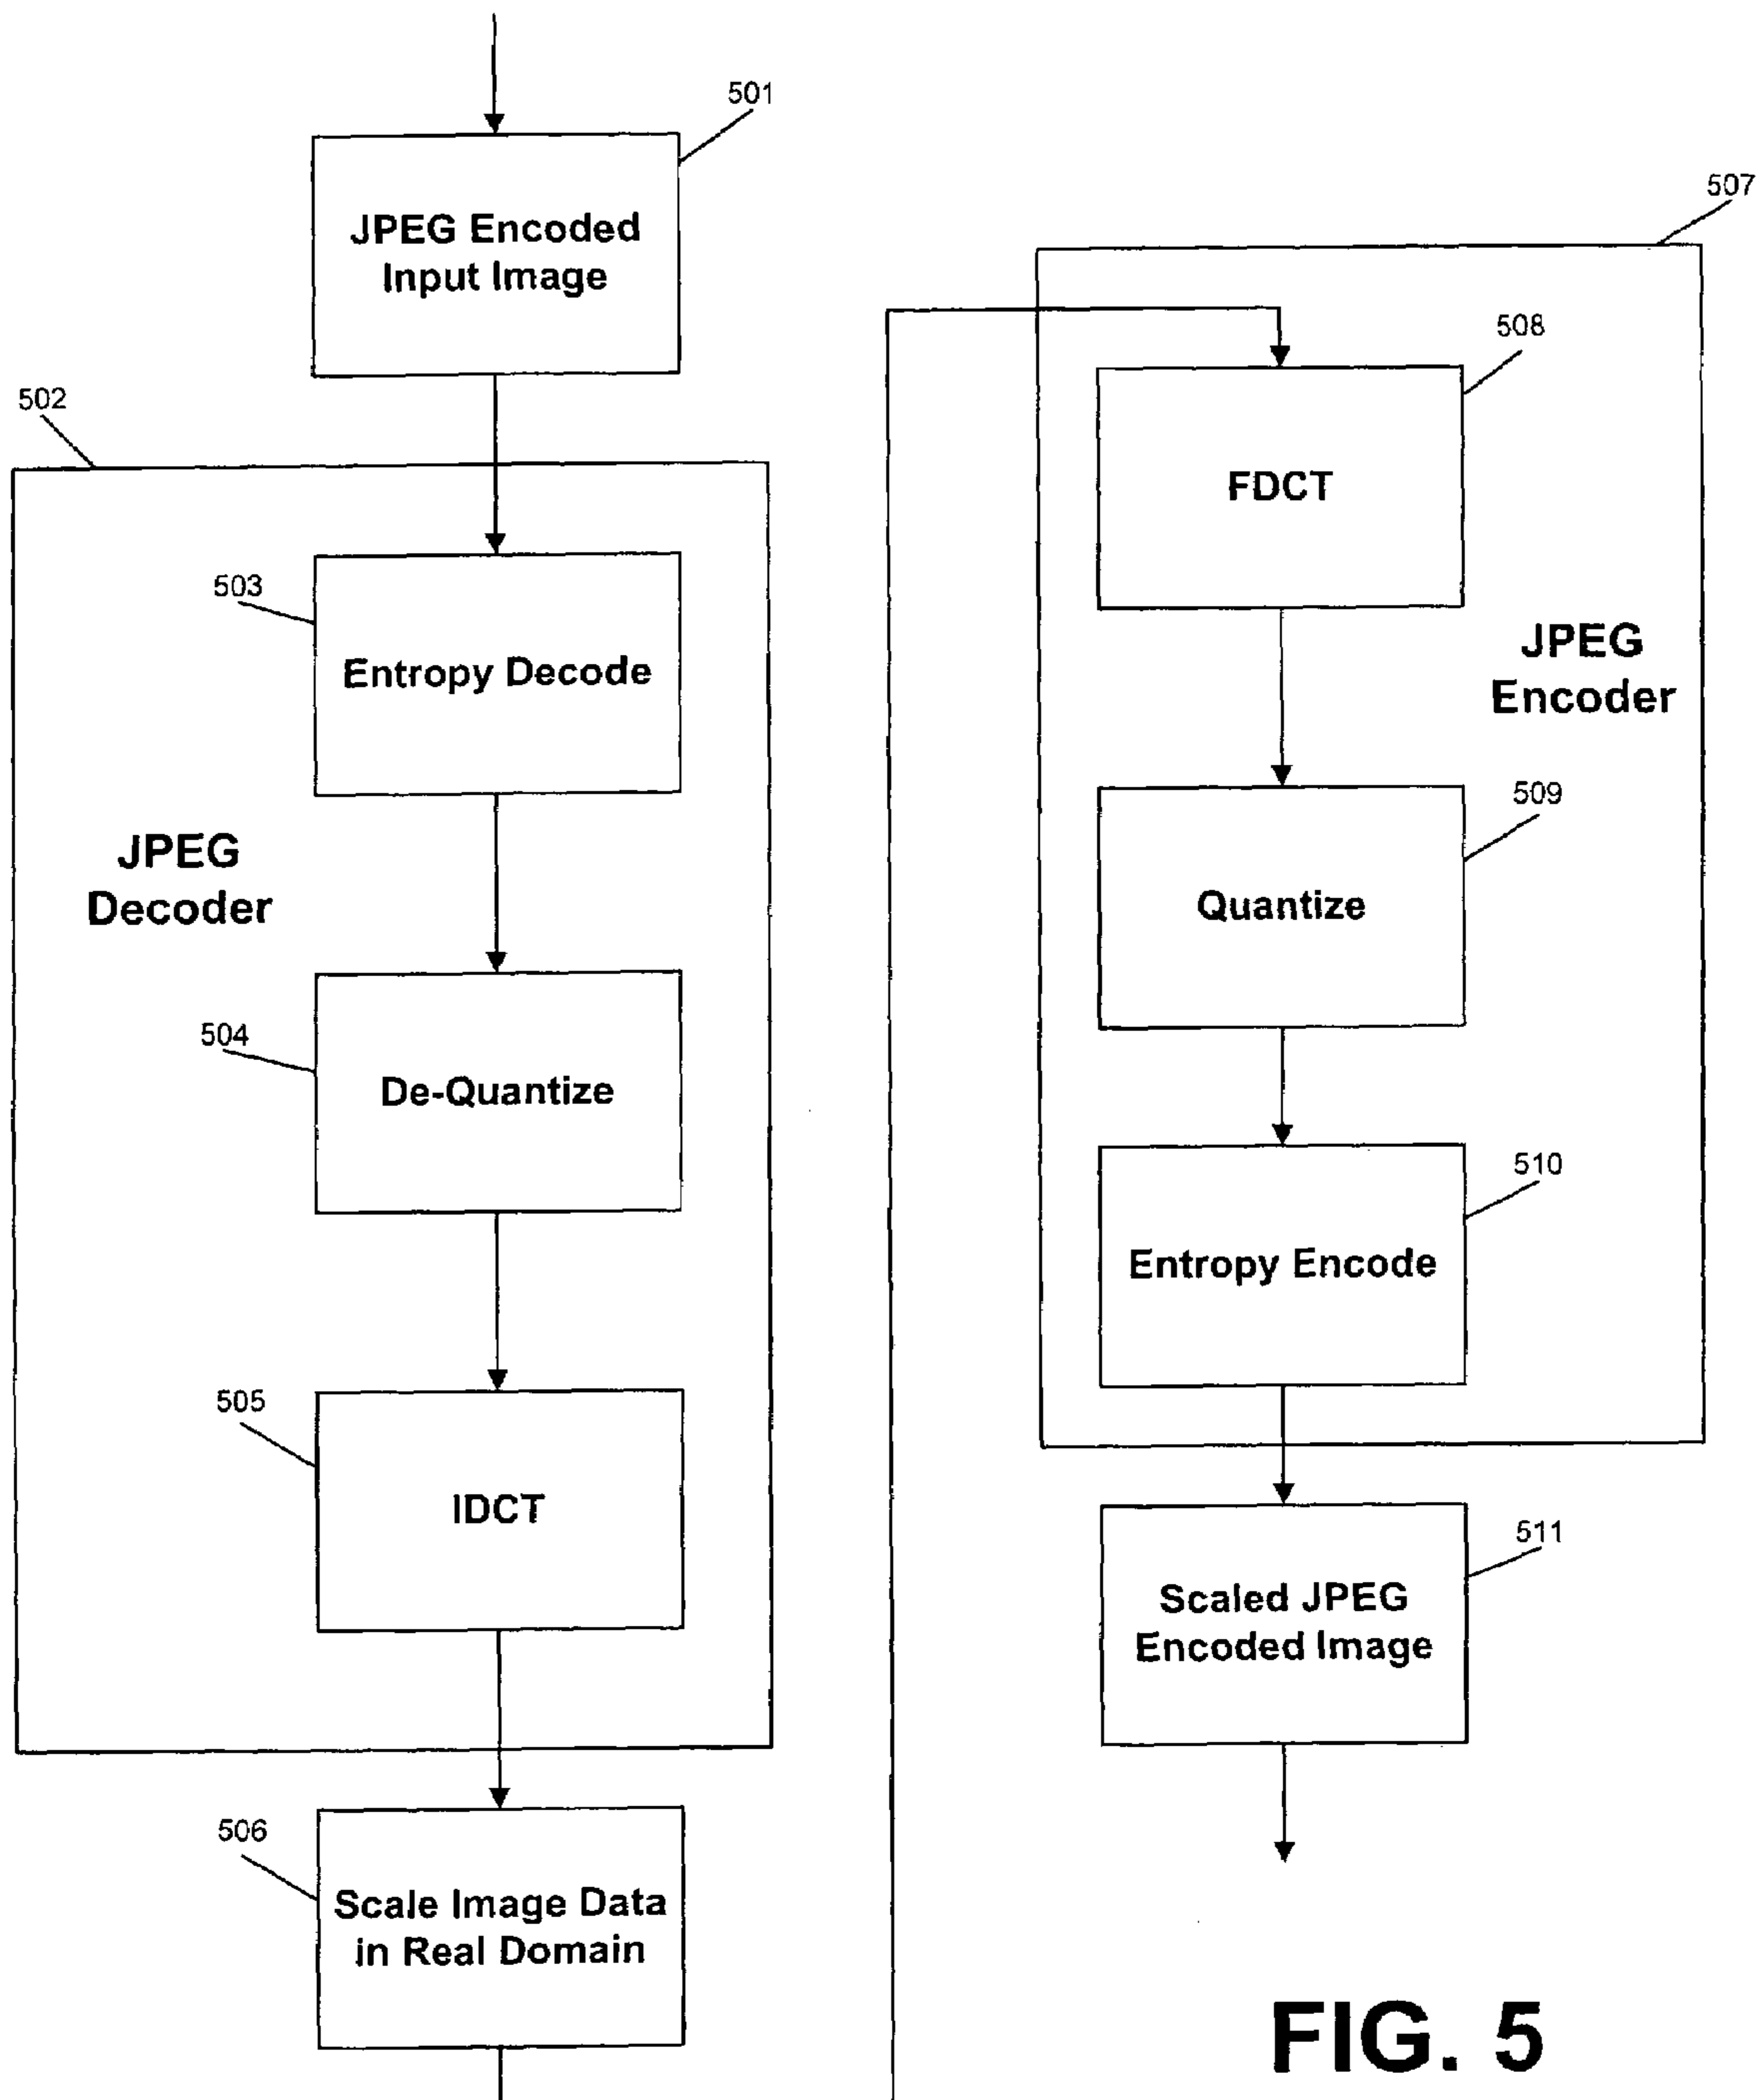 501
JPEG Encoded
Input Image
502
503
Entropy Decode
JPEG
Decoder
504
De-Quantize
505
IDCT
506
Scale Image Data
in Real Domain
507
508
FDCT
JPEG
Encoder
509
Quantize
510
Entropy Encode
511
Scaled JPEG
Encoded Image
FIG. 5